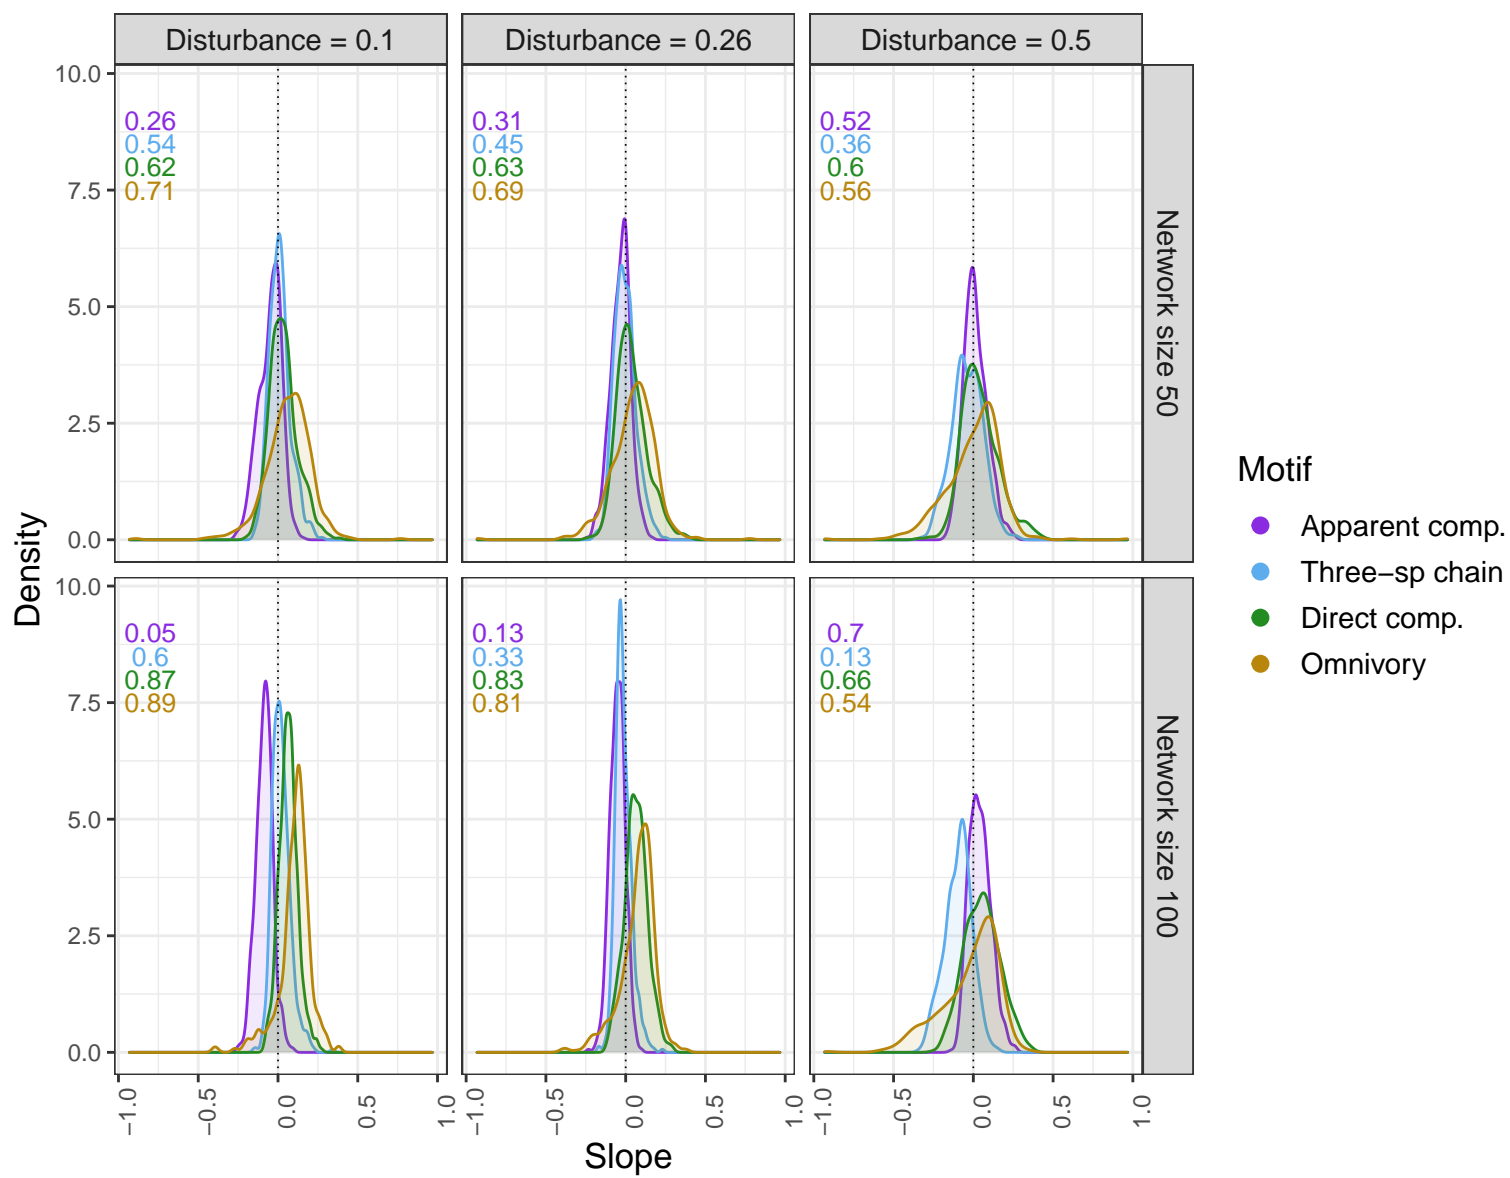 Disturbance = 0.1
Disturbance = 0.26
Disturbance = 0.5
Density
10.0
7.5
5.0
2.5
0.0
0.26
0.54
0.62
0.71
0.31
0.45
0.63
0.69
0.52
0.36
0.6
0.56
Network size 50
10.0
7.5
5.0
2.5
0.0
0.05
0.6
0.87
0.89
0.13
0.33
0.83
0.81
0.7
0.13
0.66
0.54
Network size 100
−1.0 −0.5 0.0 0.5 1.0
−1.0 −0.5 0.0 0.5 1.0
−1.0 −0.5 0.0 0.5 1.0
Slope
Motif
Apparent comp.
Three−sp chain
Direct comp.
Omnivory